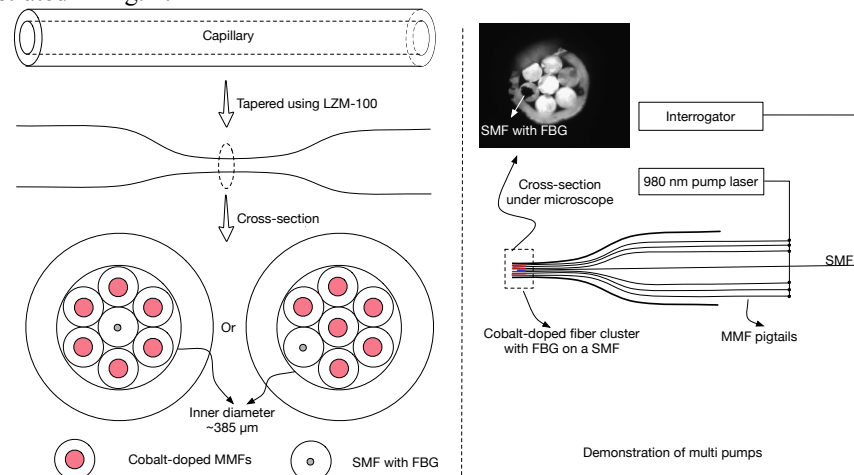 Capillary
Tapered using LZM-100
Cross-section
Or
Inner diameter
~385 μm
Cobalt-doped MMFs
SMF with FBG
SMF with FBG
Interrogator
980 nm pump laser
Cross-section
under microscope
SMF
Cobalt-doped fiber cluster
with FBG on a SMF
MMF pigtails
Demonstration of multi pumps